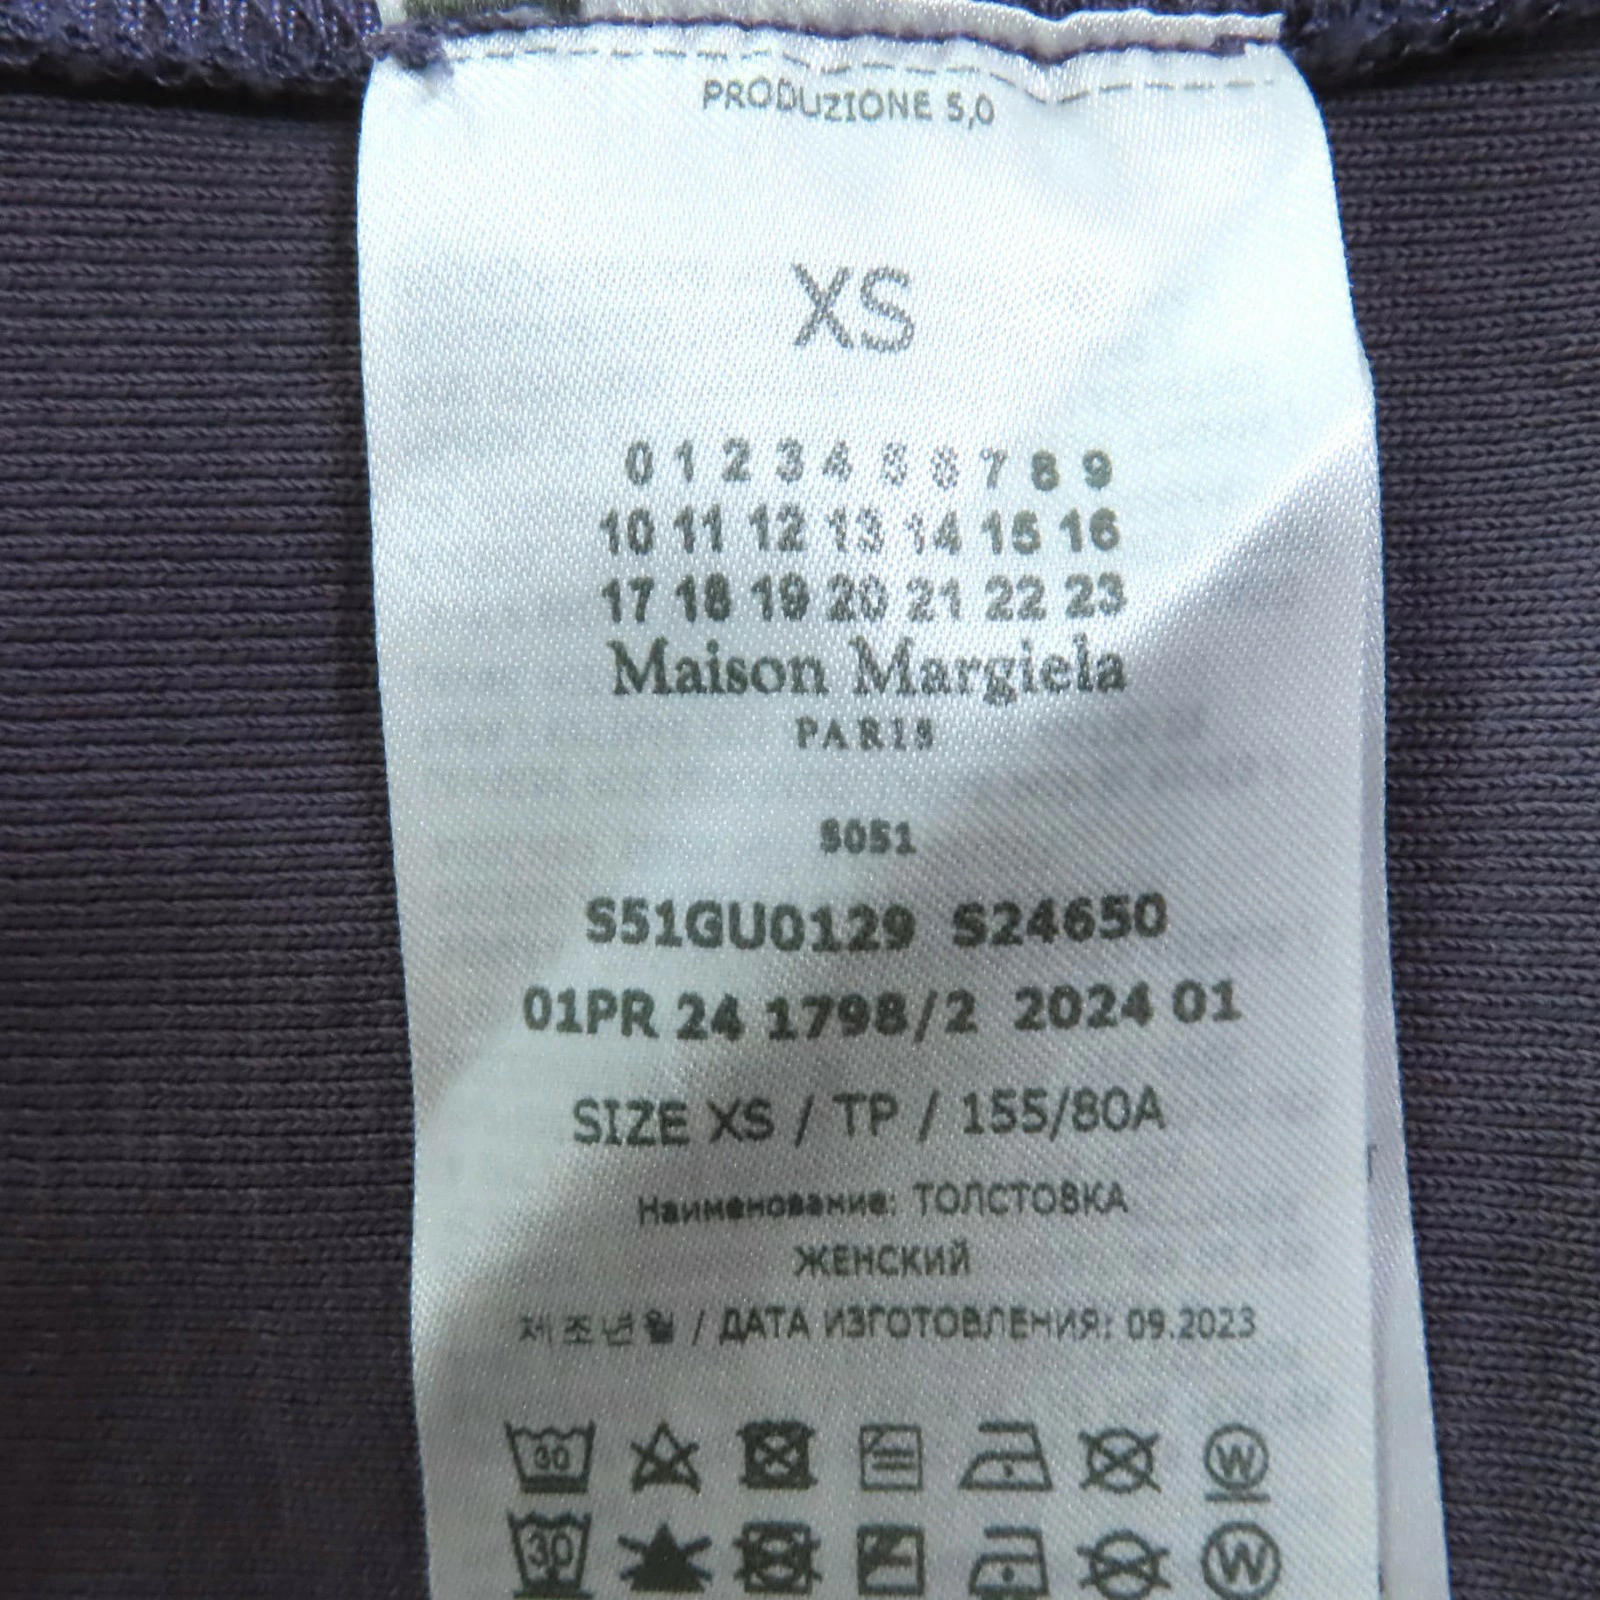 PRODUZIONE 5,0
XS
0 1 2 3 4 5 6 7 8 9
10 11 12 13 14 15 16
17 18 19 20 21 22 23
Maison Margiela
PARIS
S051
S51GU0129 S24650
01PR 24 1798/2 2024 01
SIZE XS / TP / 155/80A
Наименование: ТОЛСТОВКА
ЖЕНСКИЙ
제조년월 / ДАТА ИЗГОТОВЛЕНИЯ: 09.2023
30 W
30 W